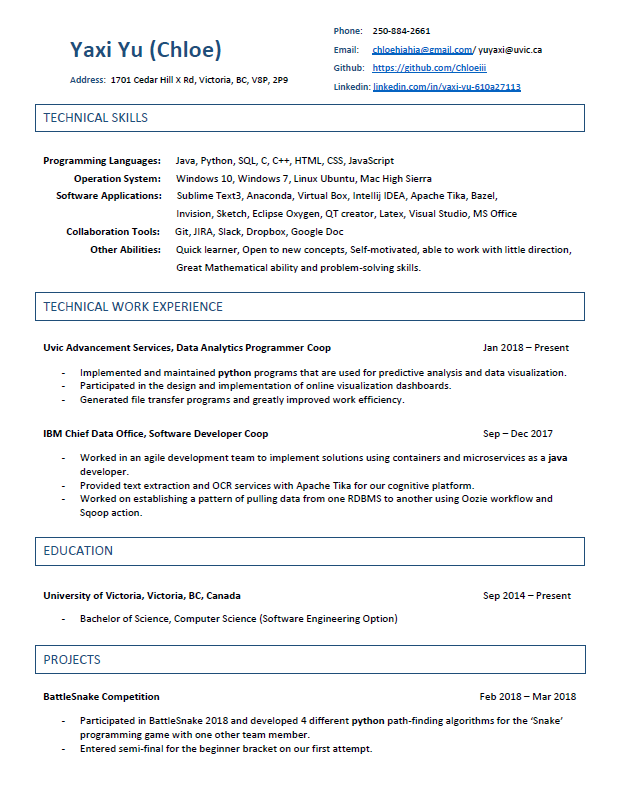 Yaxi Yu (Chloe)
Address: 1701 Cedar Hill X Rd, Victoria, BC, V8P, 2P9
Phone: 250-884-2661
Email: chloehiahia@gmail.com/ yuyaxi@uvic.ca
Github: https://github.com/Chloeiii
Linkedin: linkedin.com/in/yaxi-yu-610a27113
TECHNICAL SKILLS
Programming Languages: Java, Python, SQL, C, C++, HTML, CSS, JavaScript
Operation System: Windows 10, Windows 7, Linux Ubuntu, Mac High Sierra
Software Applications: Sublime Text3, Anaconda, Virtual Box, Intellij IDEA, Apache Tika, Bazel,
Invision, Sketch, Eclipse Oxygen, QT creator, Latex, Visual Studio, MS Office
Collaboration Tools: Git, JIRA, Slack, Dropbox, Google Doc
Other Abilities: Quick learner, Open to new concepts, Self-motivated, able to work with little direction,
Great Mathematical ability and problem-solving skills.
TECHNICAL WORK EXPERIENCE
Uvic Advancement Services, Data Analytics Programmer Coop Jan 2018 – Present
- Implemented and maintained python programs that are used for predictive analysis and data visualization.
- Participated in the design and implementation of online visualization dashboards.
- Generated file transfer programs and greatly improved work efficiency.
IBM Chief Data Office, Software Developer Coop Sep – Dec 2017
- Worked in an agile development team to implement solutions using containers and microservices as a java
developer.
- Provided text extraction and OCR services with Apache Tika for our cognitive platform.
- Worked on establishing a pattern of pulling data from one RDBMS to another using Oozie workflow and
Sqoop action.
EDUCATION
University of Victoria, Victoria, BC, Canada Sep 2014 – Present
- Bachelor of Science, Computer Science (Software Engineering Option)
PROJECTS
BattleSnake Competition Feb 2018 – Mar 2018
- Participated in BattleSnake 2018 and developed 4 different python path-finding algorithms for the ‘Snake’
programming game with one other team member.
- Entered semi-final for the beginner bracket on our first attempt.